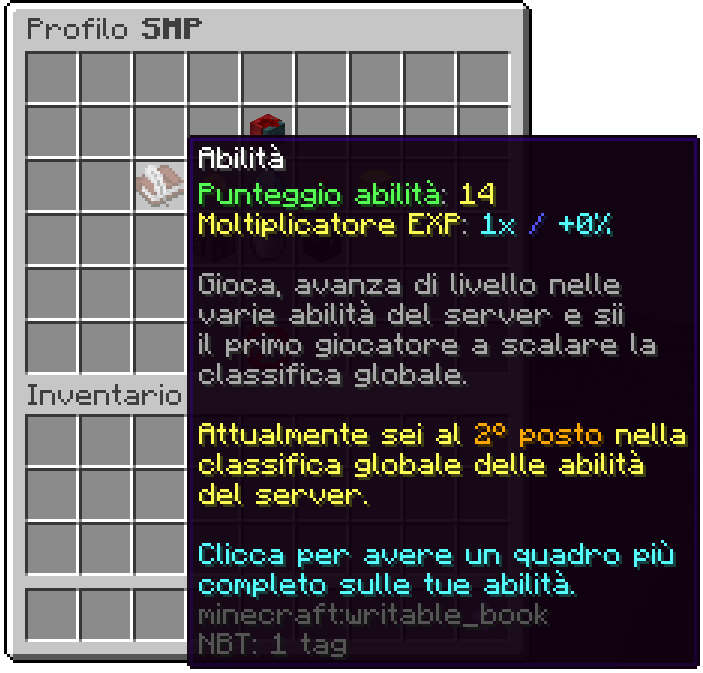 Profilo SMP
Abilità
Punteggio abilità: 14
Moltiplicatore EXP: 1x / +0%
Gioca, avanza di livello nelle
varie abilità del server e sii
il primo giocatore a scalare la
classifica globale.
Inventario
Attualmente sei al 2° posto nella
classifica globale delle abilità
del server.
Clicca per avere un quadro più
completo sulle tue abilità.
minecraft:writable_book
NBT: 1 tag